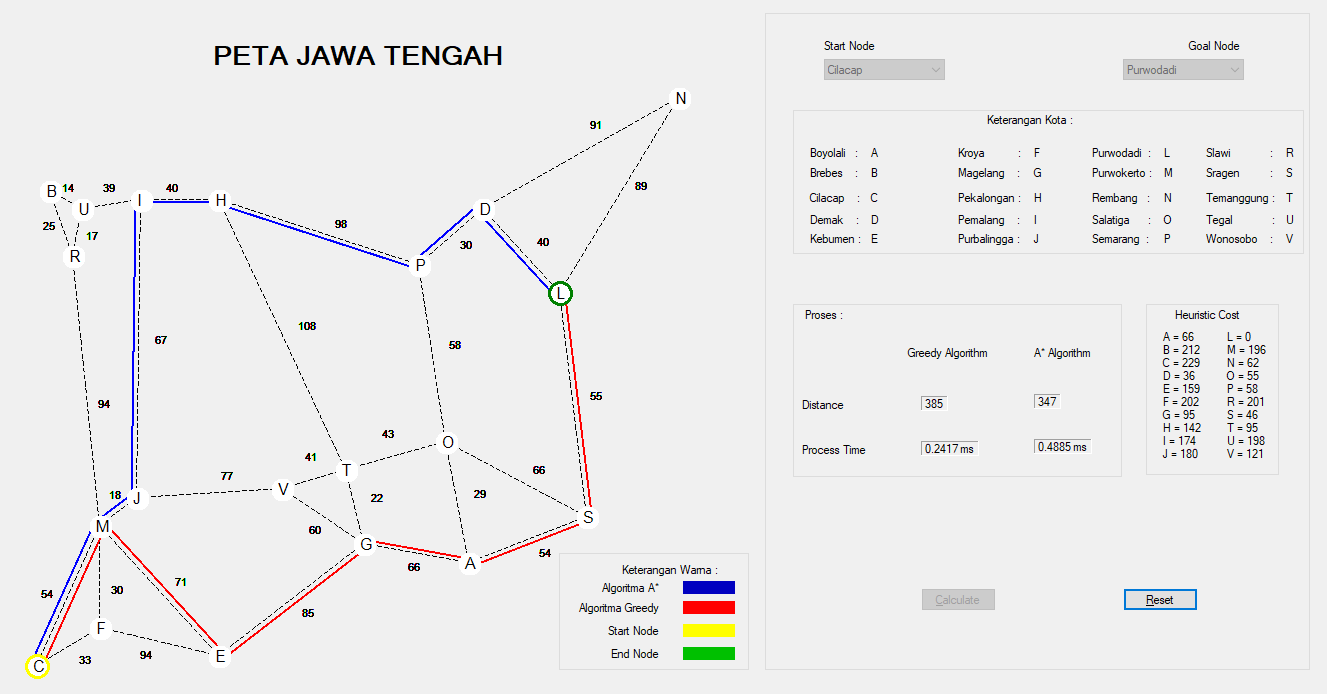 PETA JAWA TENGAH
N
91
89
B
14
39
I
40
H
U
25
17
R
98
D
30
40
P
L
108
67
58
94
55
43
O
41
T
77
V
66
18
J
22
29
M
60
S
G
A
66
54
71
54
30
85
F
C
33
94
E
Keterangan Warna :
Algoritma A*
Algoritma Greedy
Start Node
End Node
Start Node
Goal Node
Cilacap
Purwodadi
Keterangan Kota :
Boyolali : A
Kroya : F
Purwodadi : L
Slawi : R
Brebes : B
Magelang : G
Purwokerto : M
Sragen : S
Cilacap : C
Pekalongan : H
Rembang : N
Temanggung : T
Demak : D
Pemalang : I
Salatiga : O
Tegal : U
Kebumen : E
Purbalingga : J
Semarang : P
Wonosobo : V
Proses :
Greedy Algorithm
A* Algorithm
Distance
385
347
Process Time
0.2417 ms
0.4885 ms
Heuristic Cost
A = 66
L = 0
B = 212
M = 196
C = 229
N = 62
D = 36
O = 55
E = 159
P = 58
F = 202
R = 201
G = 95
S = 46
H = 142
T = 95
I = 174
U = 198
J = 180
V = 121
Calculate
Reset